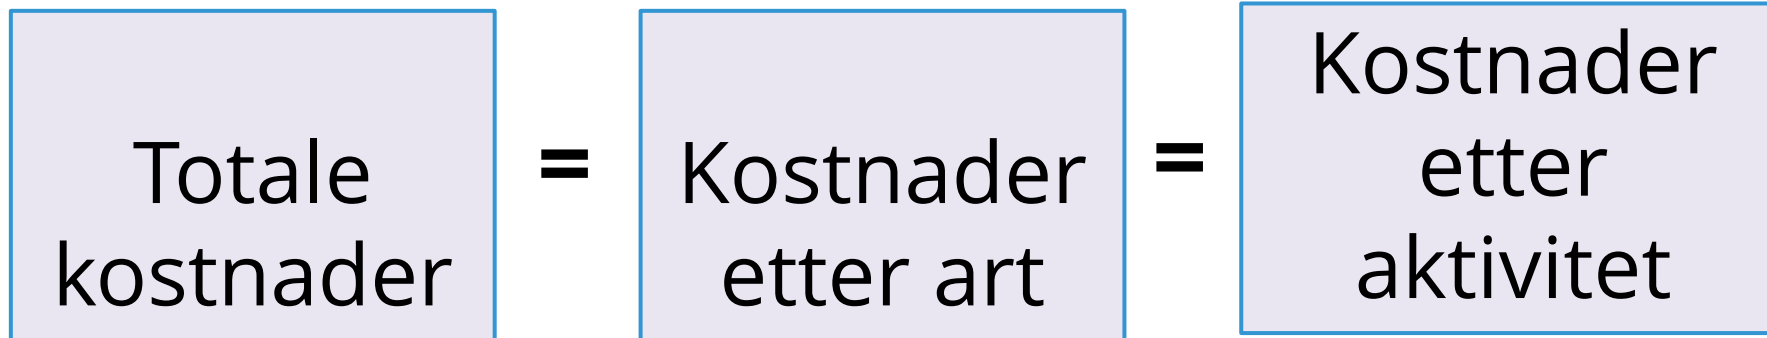 Totale
kostnader
=
Kostnader
etter art
=
Kostnader
etter
aktivitet